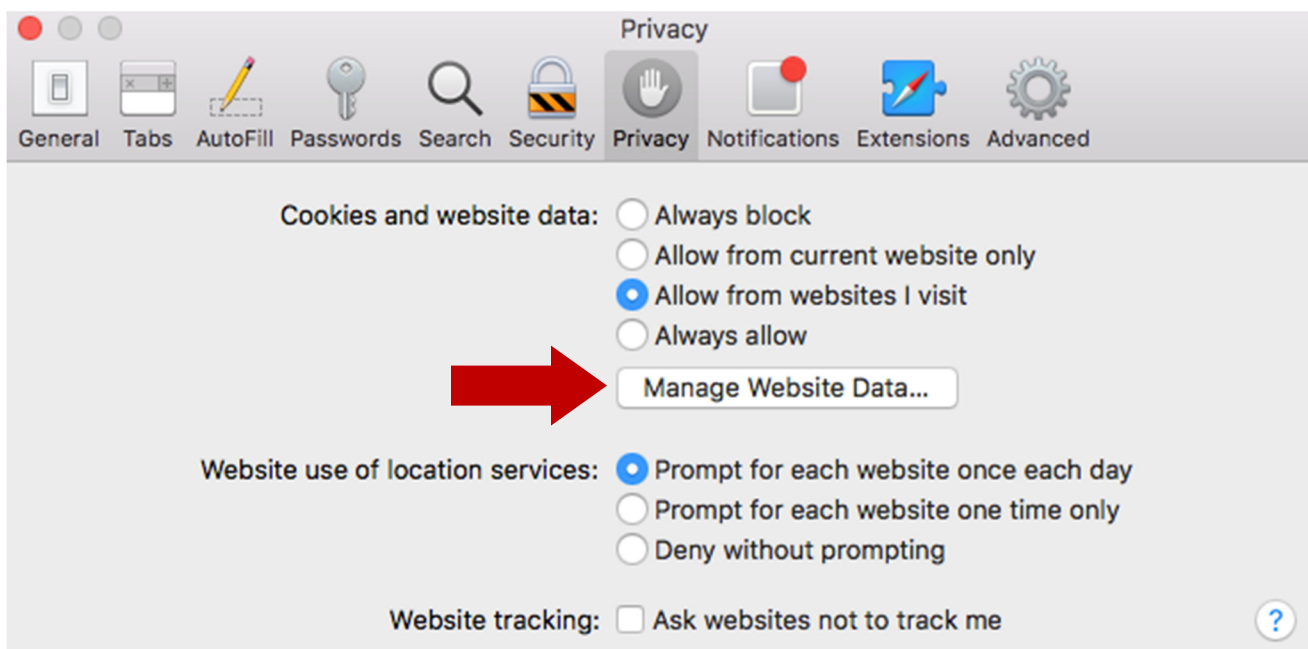 Privacy
General Tabs AutoFill Passwords Search Security Privacy Notifications Extensions Advanced
Cookies and website data: Always block
Allow from current website only
Allow from websites I visit
Always allow
Manage Website Data...
Website use of location services: Prompt for each website once each day
Prompt for each website one time only
Deny without prompting
Website tracking: Ask websites not to track me
?